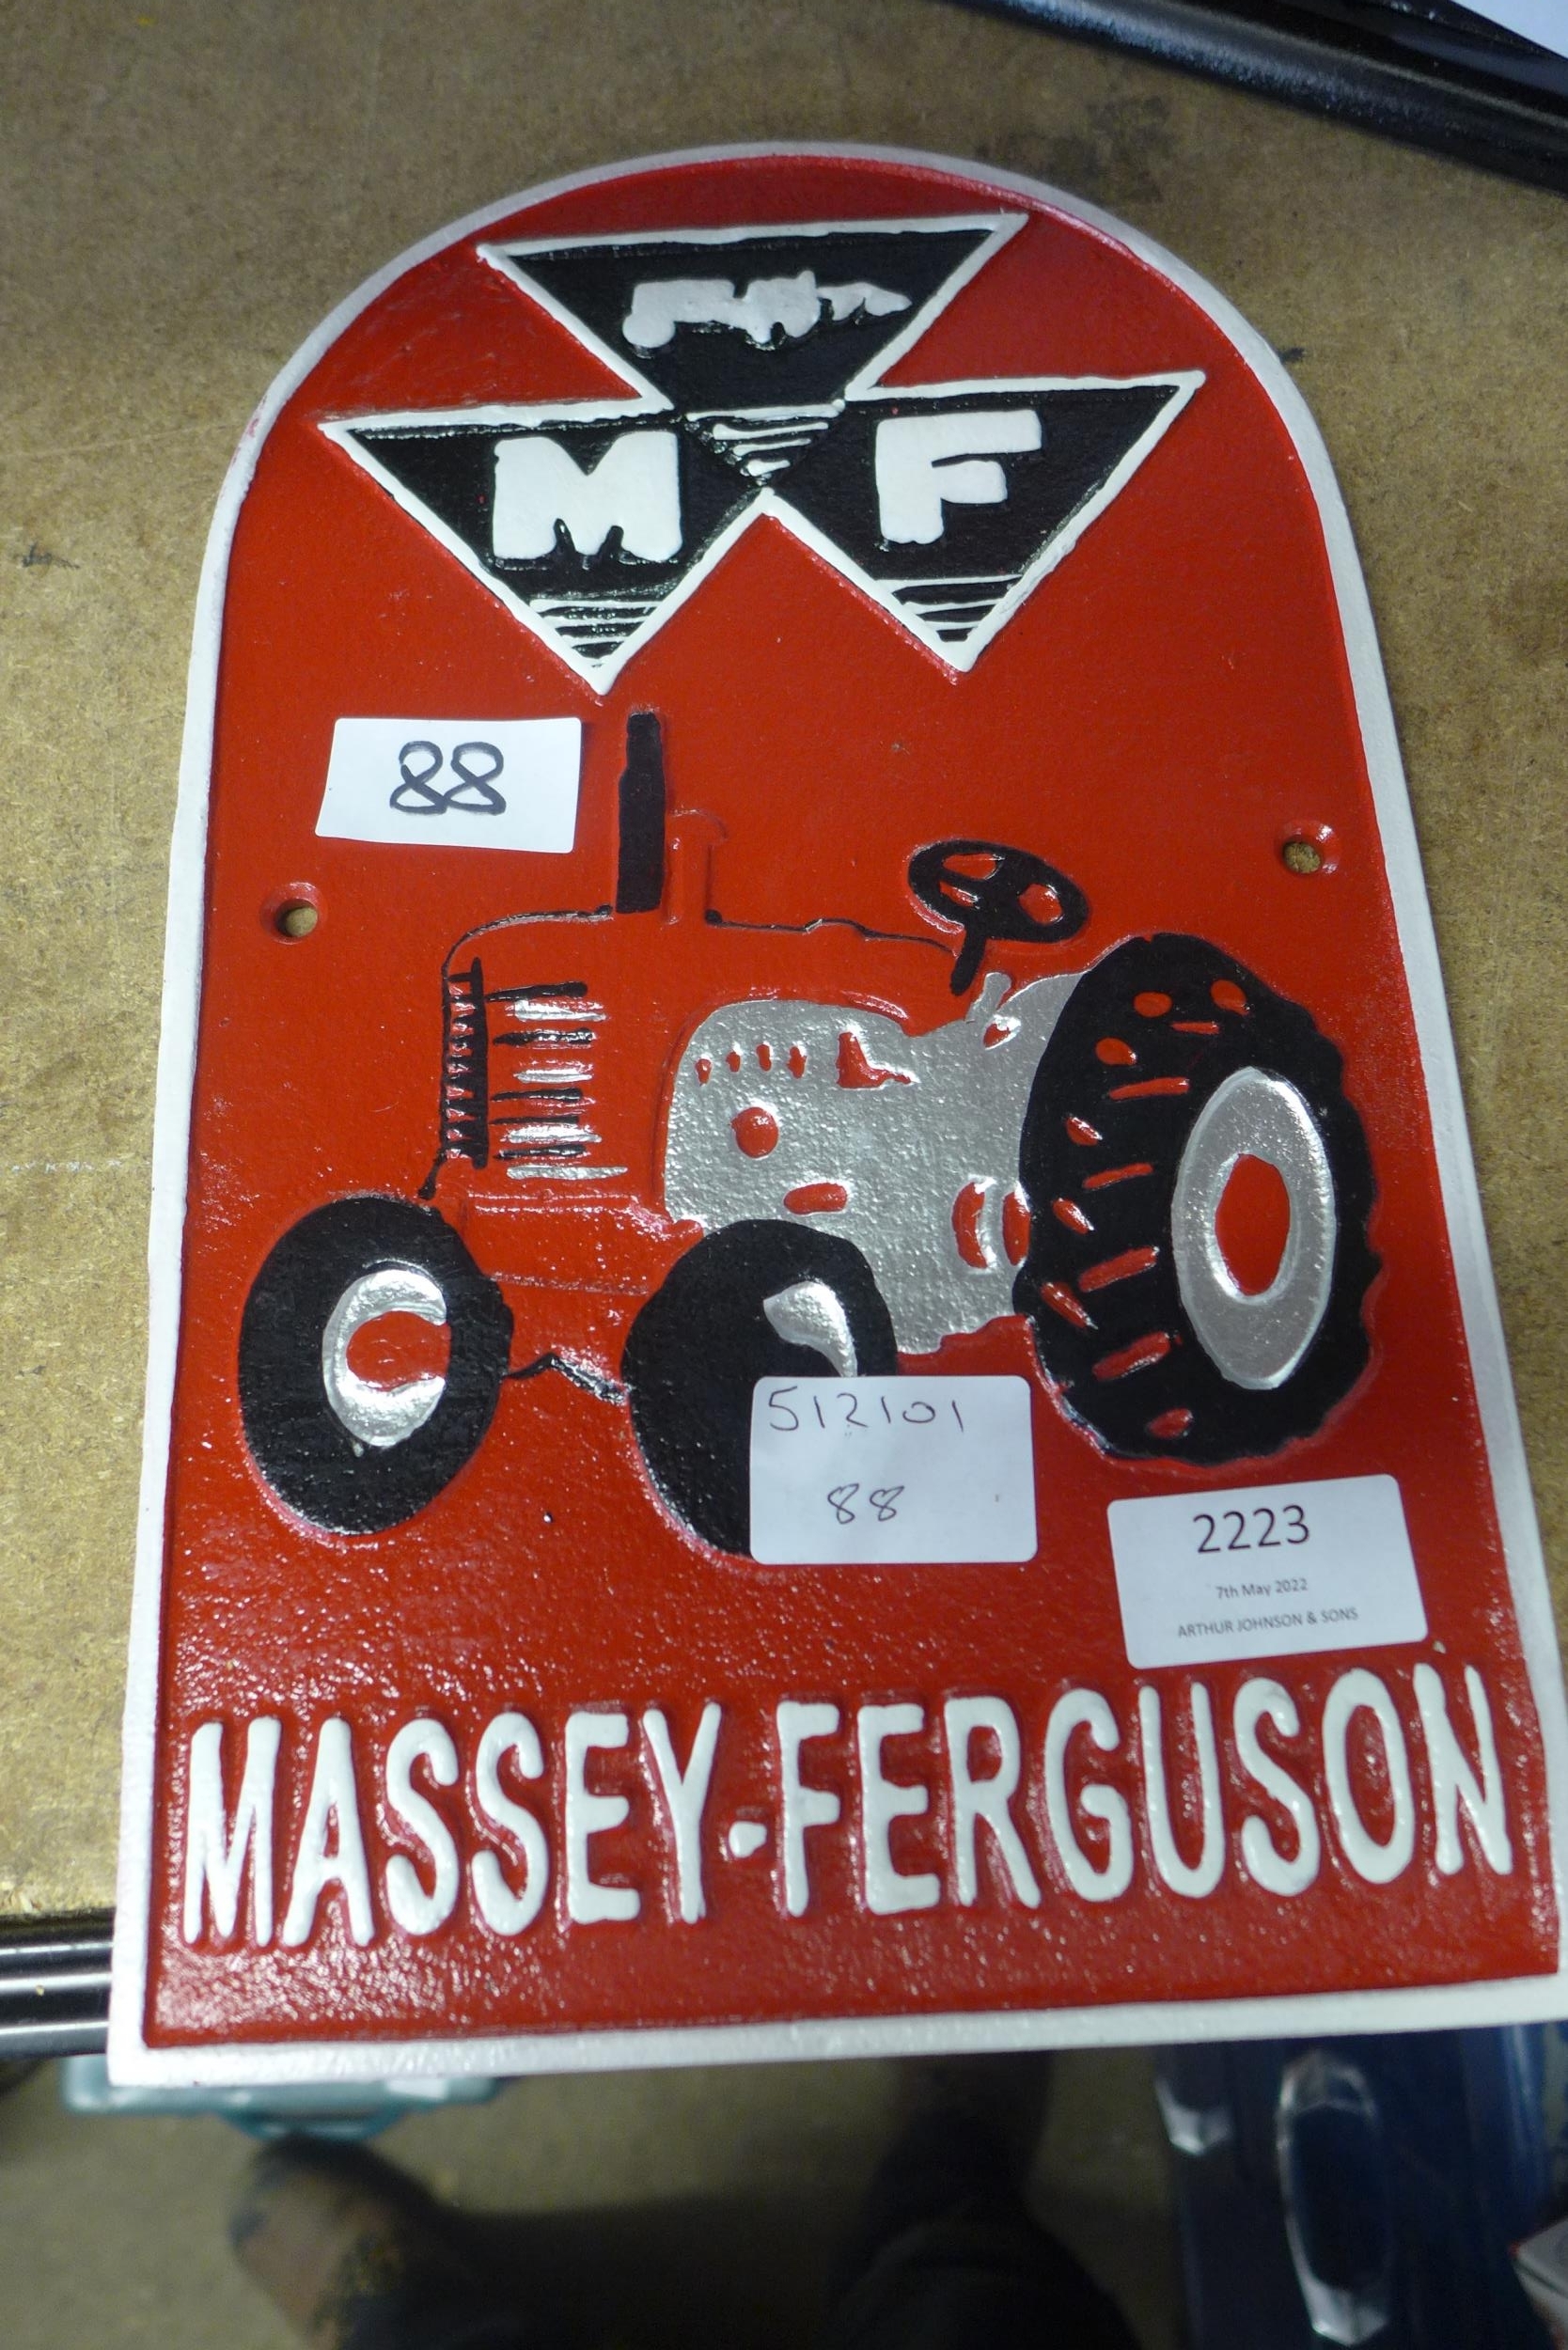 M F
88
512101
88
2223
7th May 2022
ARTHUR JOHNSON & SONS
MASSEY-FERGUSON